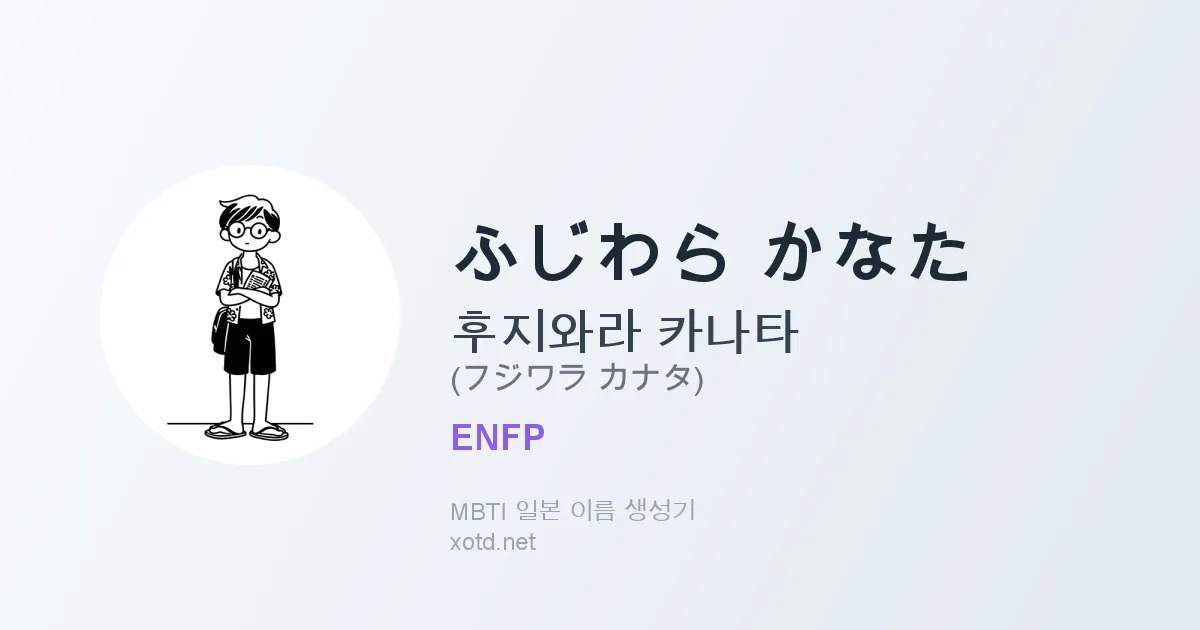 ふじわら かなた
후지와라 카나타
(フジワラ カナタ)
ENFP
MBTI 일본 이름 생성기
xotd.net